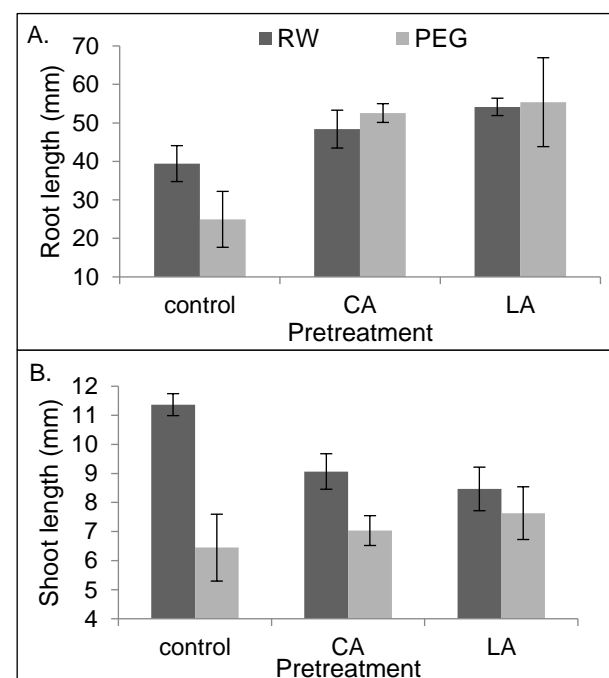 A.
RW PEG
Root length (mm)
70
60
50
40
30
20
10
control CA LA
Pretreatment
B.
Shoot length (mm)
12
11
10
9
8
7
6
5
4
control CA LA
Pretreatment